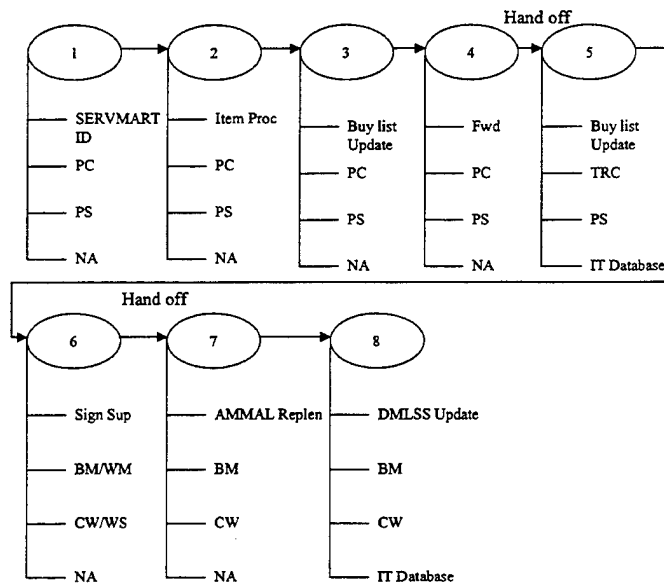 Hand off
1 2 3 4 5
SERVMART
ID
PC
PS
NA
Item Proc
PC
PS
NA
Buy list
Update
PC
PS
NA
Fwd
PC
PS
NA
Buy list
Update
TRC
PS
IT Database
Hand off
6 7 8
Sign Sup
BM/WM
CW/WS
NA
AMMAL Replen
BM
CW
NA
DMLSS Update
BM
CW
IT Database